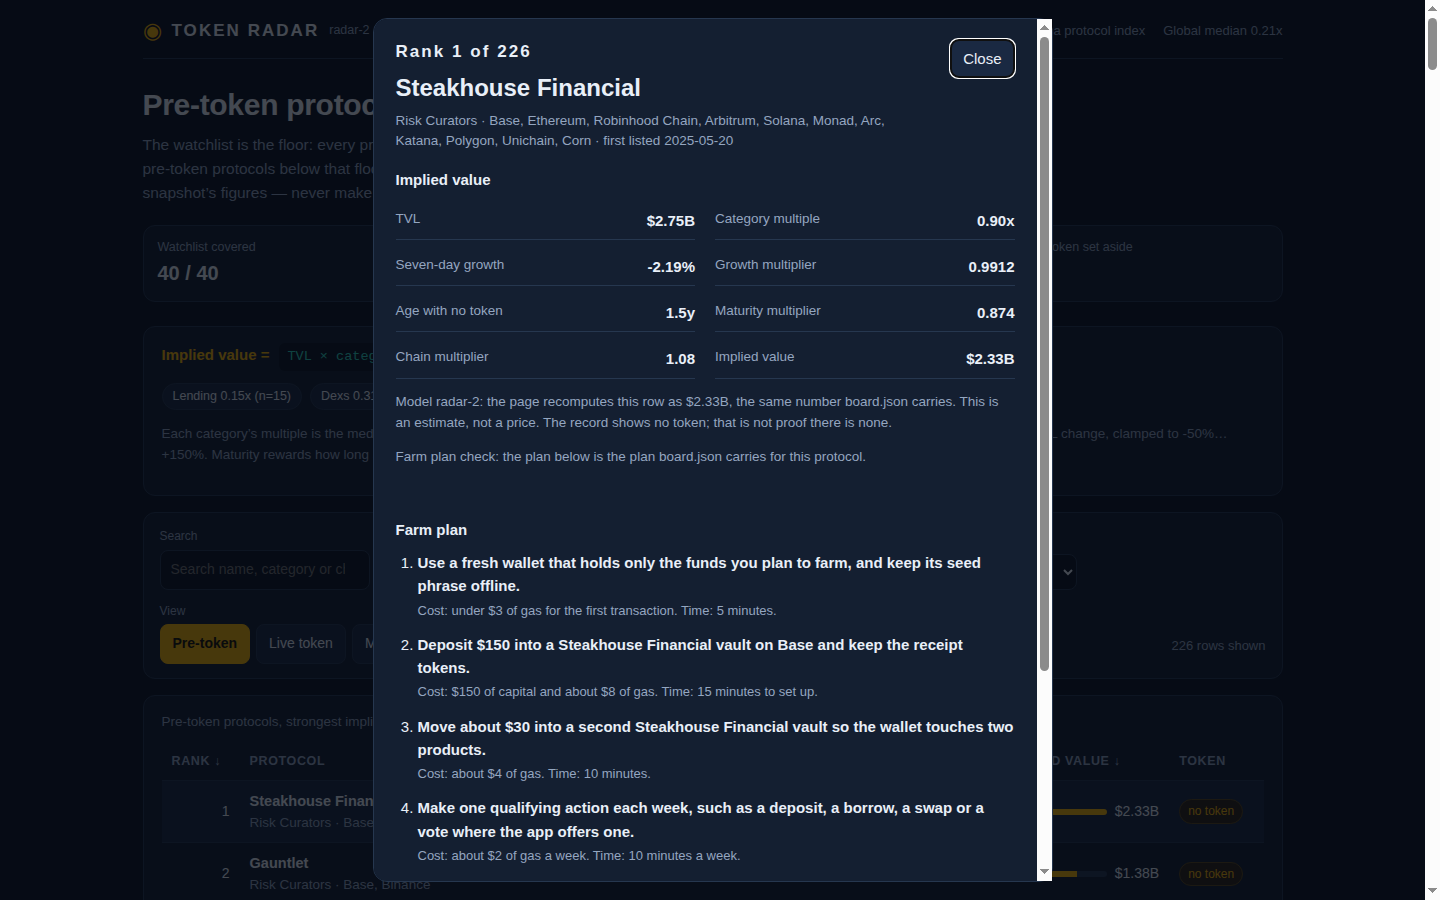 ◉ TOKEN RADAR radar-2
a protocol index Global median 0.21x
Pre-token protoc
The watchlist is the floor: every pr
pre-token protocols below that floo
snapshot's figures — never make
Watchlist covered
40 / 40
oken set aside
Implied value = TVL × categ
Lending 0.15x (n=15) Dexs 0.31
Each category's multiple is the med
L change, clamped to -50%…
+150%. Maturity rewards how long
Search
Search name, category or cl
View
Pre-token Live token M
226 rows shown
Pre-token protocols, strongest impli
RANK ↓ PROTOCOL
D VALUE ↓ TOKEN
1 Steakhouse Finan
Risk Curators · Base
$2.33B no token
2 Gauntlet
Risk Curators · Base, Binance
$1.38B no token
Rank 1 of 226
Close
Steakhouse Financial
Risk Curators · Base, Ethereum, Robinhood Chain, Arbitrum, Solana, Monad, Arc,
Katana, Polygon, Unichain, Corn · first listed 2025-05-20
Implied value
TVL $2.75B Category multiple 0.90x
Seven-day growth -2.19% Growth multiplier 0.9912
Age with no token 1.5y Maturity multiplier 0.874
Chain multiplier 1.08 Implied value $2.33B
Model radar-2: the page recomputes this row as $2.33B, the same number board.json carries. This is
an estimate, not a price. The record shows no token; that is not proof there is none.
Farm plan check: the plan below is the plan board.json carries for this protocol.
Farm plan
1. Use a fresh wallet that holds only the funds you plan to farm, and keep its seed
phrase offline.
Cost: under $3 of gas for the first transaction. Time: 5 minutes.
2. Deposit $150 into a Steakhouse Financial vault on Base and keep the receipt
tokens.
Cost: $150 of capital and about $8 of gas. Time: 15 minutes to set up.
3. Move about $30 into a second Steakhouse Financial vault so the wallet touches two
products.
Cost: about $4 of gas. Time: 10 minutes.
4. Make one qualifying action each week, such as a deposit, a borrow, a swap or a
vote where the app offers one.
Cost: about $2 of gas a week. Time: 10 minutes a week.